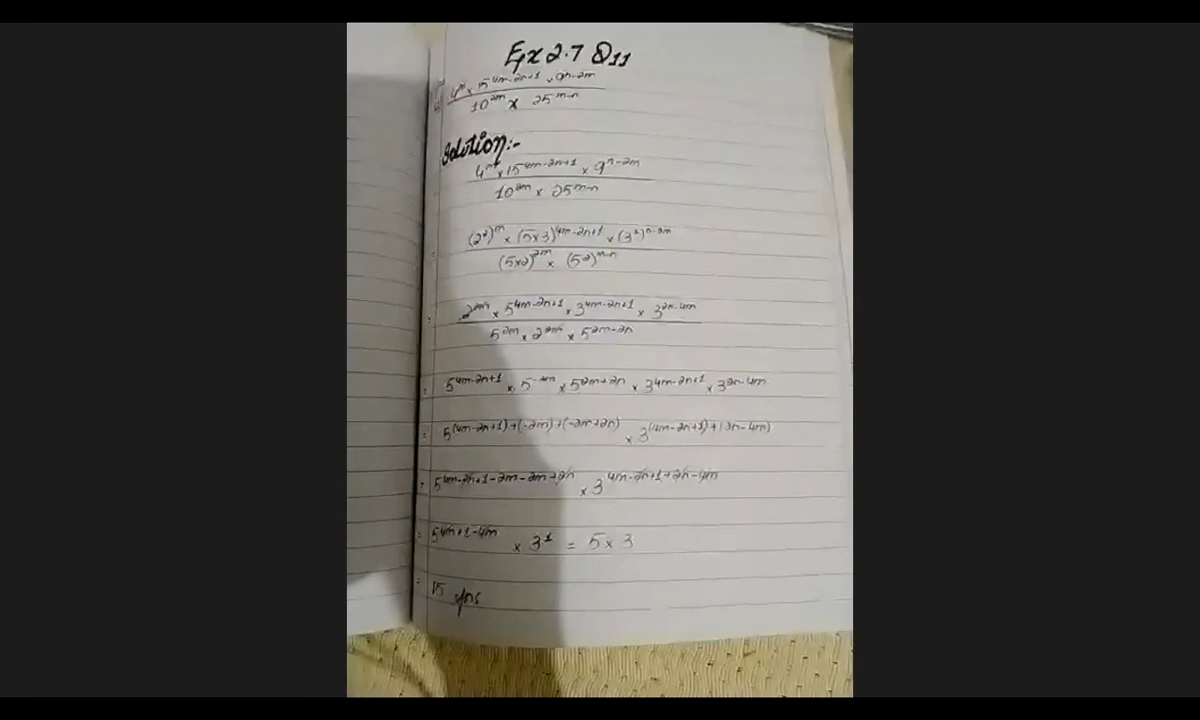 Ex 2.7 Q11
4^m × 15^(4m-2n+1) × 9^(n-2m)
10^(2m) × 25^(m-n)
Solution:-
4^m × 15^(4m-2n+1) × 9^(n-2m)
10^(2m) × 25^(m-n)
(2^2)^m × (5×3)^(4m-2n+1) × (3^2)^(n-2m)
= (5×2)^(2m) × (5^2)^(m-n)
= 2^(2m) × 5^(4m-2n+1) × 3^(4m-2n+1) × 3^(2n-4m)
5^(2m) × 2^(2m) × 5^(2m-2n)
= 5^(4m-2n+1) × 5^(-2m) × 5^(2m+2n) × 3^(4m-2n+1) × 3^(2n-4m)
= 5^((4m-2n+1)+(-2m)+(-2m+2n)) × 3^((4m-2n+1)+(2n-4m))
= 5^(4m-2n+1-2m-2m+2n) × 3^(4m-2n+1+2n-4m)
= 5^(4m+1-4m) × 3^1 = 5×3
= 15 Ans